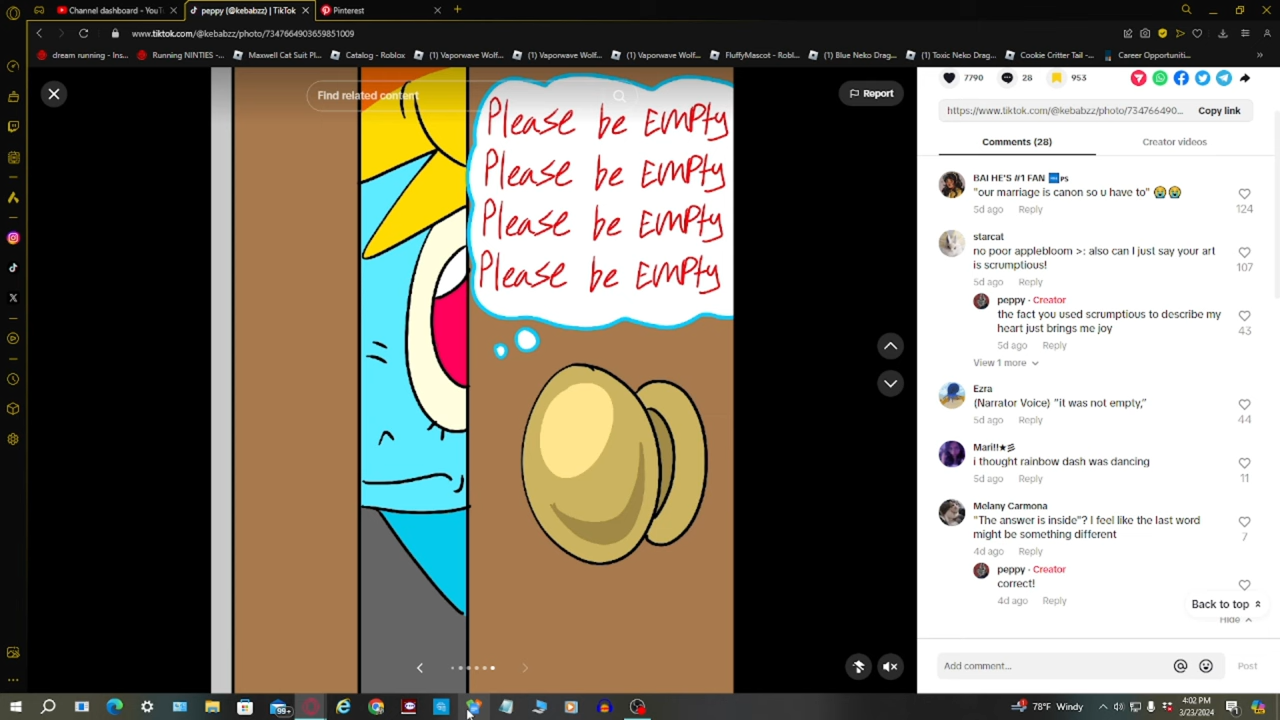 Channel dashboard - YouT
peppy (@kebabzz) | TikTok
Pinterest
www.tiktok.com/@kebabzz/photo/7347664903659851009
dream running - Ins...
Running NINTIES -...
Maxwell Cat Suit Pl...
Catalog - Roblox
(1) Vaporwave Wolf...
(1) Vaporwave Wolf...
(1) Vaporwave Wolf...
FluffyMascot - Robl...
(1) Blue Neko Drag...
(1) Toxic Neko Drag...
Cookie Critter Tail -...
Career Opportuniti...
Find related content
Report
Please be EMPty
Please be EMPty
Please be EMPty
Please be EMPty
7790
28
953
https://www.tiktok.com/@kebabzz/photo/734766490...
Copy link
Comments (28)
Creator videos
BAI HE'S #1 FAN PS
"our marriage is canon so u have to" 😭😭
5d ago Reply
124
starcat
no poor applebloom >: also can I just say your art
is scrumptious!
5d ago Reply
107
peppy · Creator
the fact you used scrumptious to describe my
heart just brings me joy
5d ago Reply
43
View 1 more
Ezra
(Narrator Voice) "it was not empty,"
5d ago Reply
44
Mari!!★彡
i thought rainbow dash was dancing
5d ago Reply
11
Melany Carmona
"The answer is inside"? I feel like the last word
might be something different
4d ago Reply
7
peppy · Creator
correct!
4d ago Reply
Back to top
Hide
Add comment...
Post
99+
78°F Windy
4:02 PM
3/23/2024